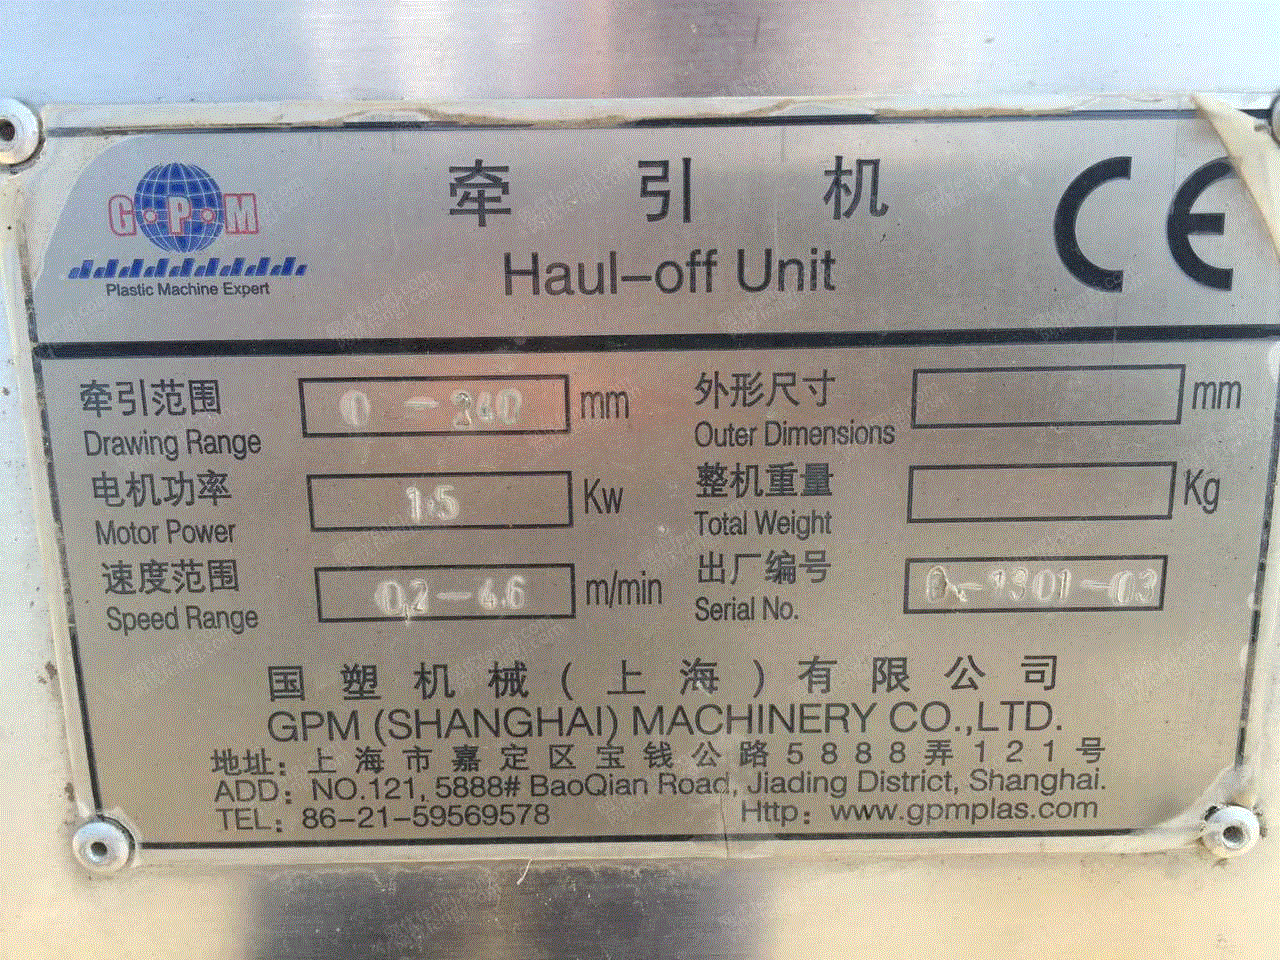 G·P·M
Plastic Machine Expert
牵引机
Haul-off Unit
CE
牵引范围 0-240 mm
Drawing Range
电机功率 1.5 Kw
Motor Power
速度范围 0.2-4.6 m/min
Speed Range
外形尺寸 mm
Outer Dimensions
整机重量 Kg
Total Weight
出厂编号 -1301-03
Serial No.
国塑机械(上海)有限公司
GPM (SHANGHAI) MACHINERY CO.,LTD.
地址: 上海市嘉定区宝钱公路5888弄121号
ADD: NO.121, 5888# BaoQian Road, Jiading District, Shanghai.
TEL: 86-21-59569578 Http: www.gpmplas.com